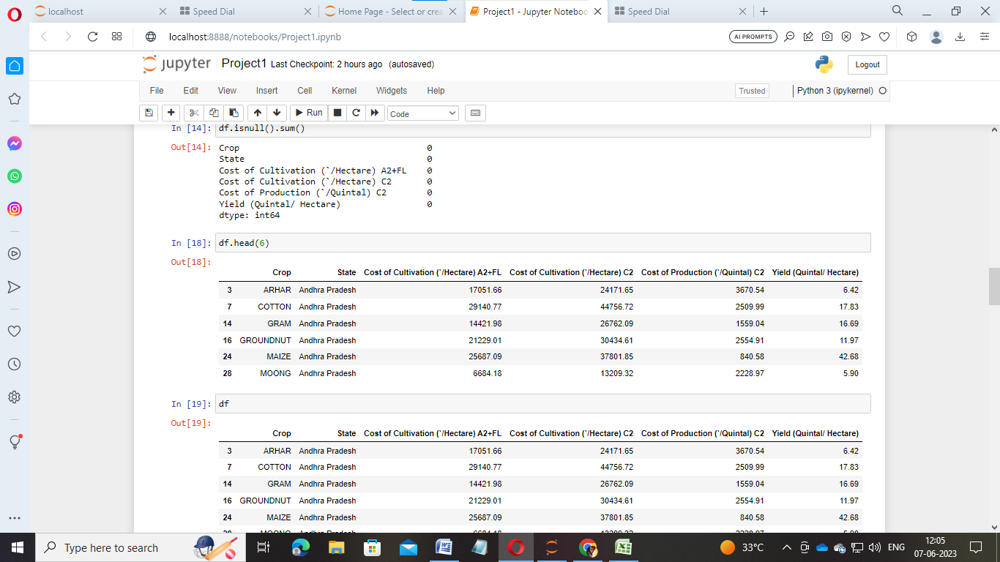 localhost
Speed Dial
Home Page - Select or crea
Project1 - Jupyter Noteboo
Speed Dial
localhost:8888/notebooks/Project1.ipynb
AI PROMPTS
jupyter Project1 Last Checkpoint: 2 hours ago (autosaved)
Logout
File Edit View Insert Cell Kernel Widgets Help
Trusted
Python 3 (ipykernel)
Run
Code
In [14]: df.isnull().sum()
Out[14]: Crop 0
State 0
Cost of Cultivation (`/Hectare) A2+FL 0
Cost of Cultivation (`/Hectare) C2 0
Cost of Production (`/Quintal) C2 0
Yield (Quintal/ Hectare) 0
dtype: int64
In [18]: df.head(6)
Out[18]:
Crop State Cost of Cultivation (`/Hectare) A2+FL Cost of Cultivation (`/Hectare) C2 Cost of Production (`/Quintal) C2 Yield (Quintal/ Hectare)
3 ARHAR Andhra Pradesh 17051.66 24171.65 3670.54 6.42
7 COTTON Andhra Pradesh 29140.77 44756.72 2509.99 17.83
14 GRAM Andhra Pradesh 14421.98 26762.09 1559.04 16.69
16 GROUNDNUT Andhra Pradesh 21229.01 30434.61 2554.91 11.97
24 MAIZE Andhra Pradesh 25687.09 37801.85 840.58 42.68
28 MOONG Andhra Pradesh 6684.18 13209.32 2228.97 5.90
In [19]: df
Out[19]:
Crop State Cost of Cultivation (`/Hectare) A2+FL Cost of Cultivation (`/Hectare) C2 Cost of Production (`/Quintal) C2 Yield (Quintal/ Hectare)
3 ARHAR Andhra Pradesh 17051.66 24171.65 3670.54 6.42
7 COTTON Andhra Pradesh 29140.77 44756.72 2509.99 17.83
14 GRAM Andhra Pradesh 14421.98 26762.09 1559.04 16.69
16 GROUNDNUT Andhra Pradesh 21229.01 30434.61 2554.91 11.97
24 MAIZE Andhra Pradesh 25687.09 37801.85 840.58 42.68
28 MOONG Andhra Pradesh 6684.18 13209.32 2228.97 5.90
Type here to search
33°C
ENG
12:05
07-06-2023